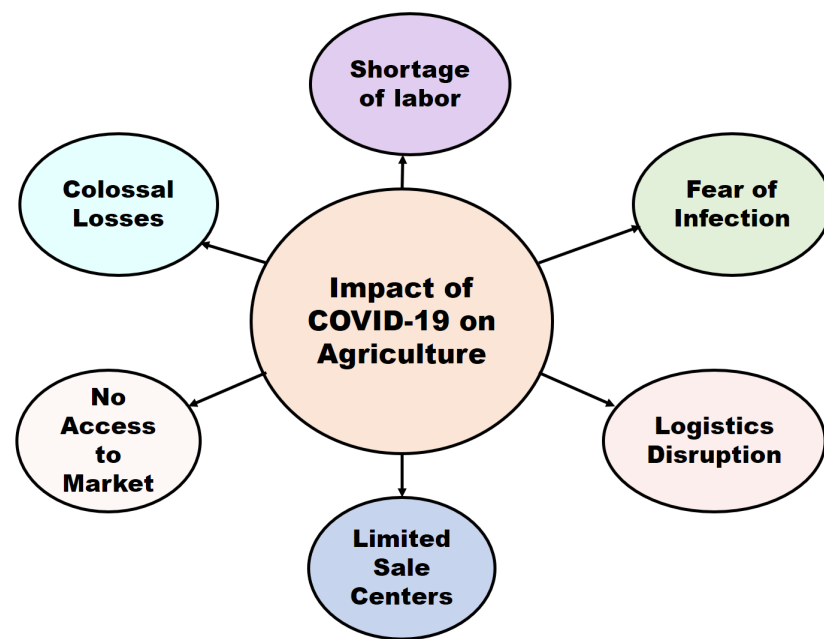 Shortage
of labor
Colossal
Losses
Fear of
Infection
Impact of
COVID-19 on
Agriculture
No
Access
to
Market
Logistics
Disruption
Limited
Sale
Centers